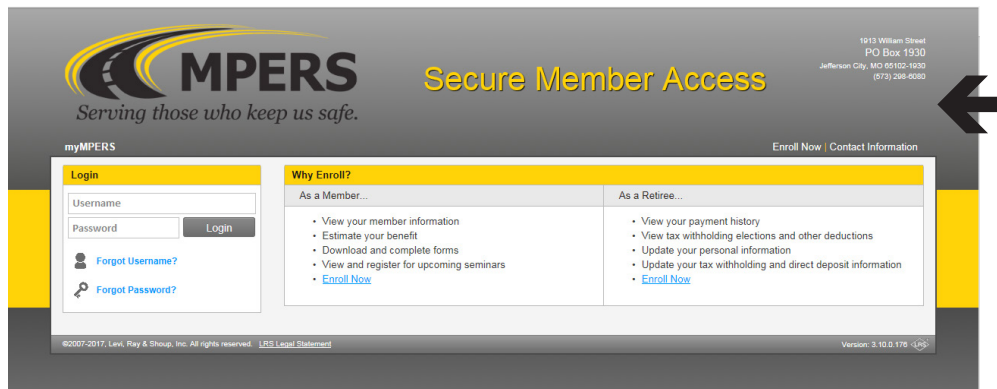 MPERS
Serving those who keep us safe.
Secure Member Access
1913 William Street
PO Box 1930
Jefferson City, MO 65102-1930
(573) 298-6080
myMPERS
Enroll Now | Contact Information
Login
Username
Password
Login
Forgot Username?
Forgot Password?
Why Enroll?
As a Member...
• View your member information
• Estimate your benefit
• Download and complete forms
• View and register for upcoming seminars
• Enroll Now
As a Retiree...
• View your payment history
• View tax withholding elections and other deductions
• Update your personal information
• Update your tax withholding and direct deposit information
• Enroll Now
©2007-2017, Levi, Ray & Shoup, Inc. All rights reserved. LRS Legal Statement
Version: 3.10.0.176 LRS